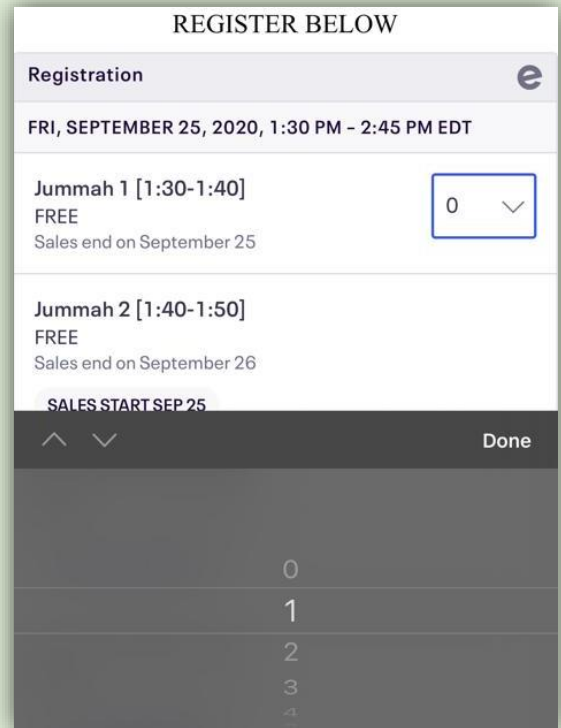 REGISTER BELOW
Registration
e
FRI, SEPTEMBER 25, 2020, 1:30 PM – 2:45 PM EDT
Jummah 1 [1:30-1:40]
FREE
0
Sales end on September 25
Jummah 2 [1:40-1:50]
FREE
Sales end on September 26
SALES START SEP 25
Done
0
1
2
3
4